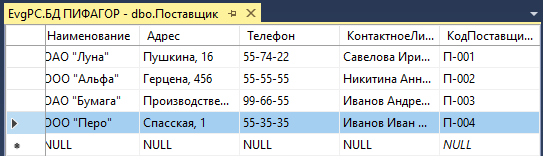 EvgPC.БД ПИФАГОР - dbo.Поставщик
Наименование Адрес Телефон КонтактноеЛи... КодПоставщи...
ОАО "Луна" Пушкина, 16 55-74-22 Савелова Ири... П-001
ООО "Альфа" Герцена, 456 55-55-55 Никитина Анн... П-002
ОАО "Бумага" Производстве... 99-66-55 Иванов Андре... П-003
ООО "Перо" Спасская, 1 55-35-35 Иванов Иван ... П-004
NULL NULL NULL NULL NULL